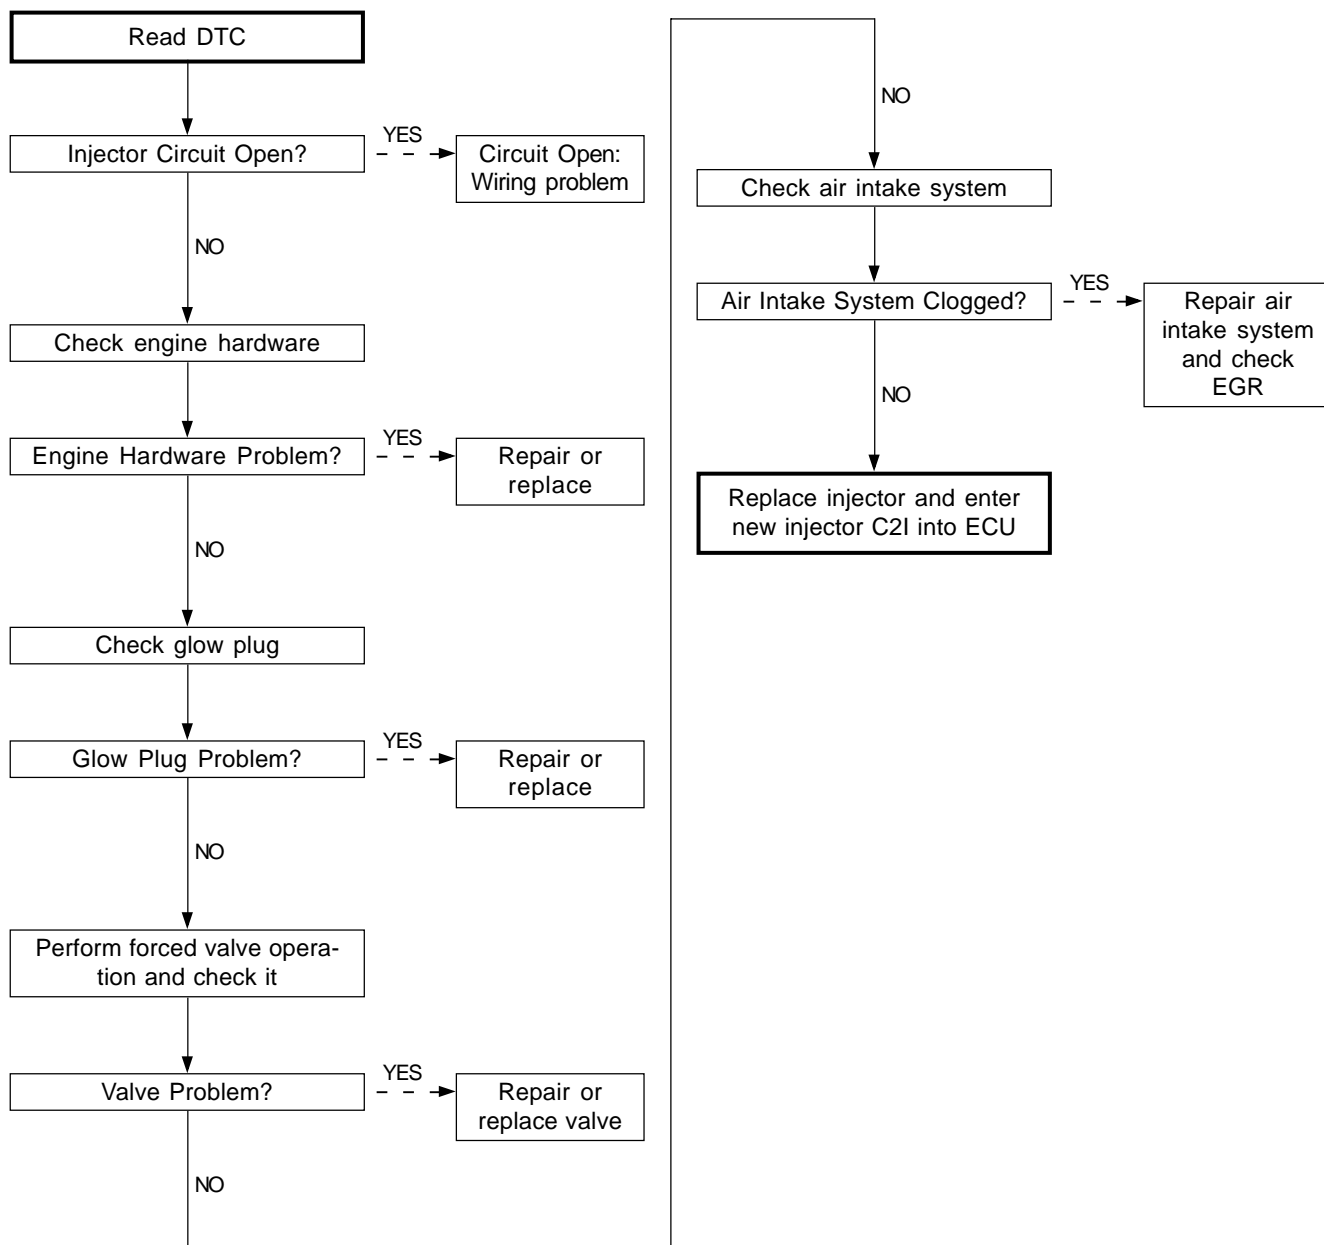 Read DTC
Injector Circuit Open?
YES
Circuit Open:
Wiring problem
NO
Check engine hardware
Engine Hardware Problem?
YES
Repair or
replace
NO
Check glow plug
Glow Plug Problem?
YES
Repair or
replace
NO
Perform forced valve opera-
tion and check it
Valve Problem?
YES
Repair or
replace valve
NO
NO
Check air intake system
Air Intake System Clogged?
YES
Repair air
intake system
and check
EGR
NO
Replace injector and enter
new injector C2I into ECU